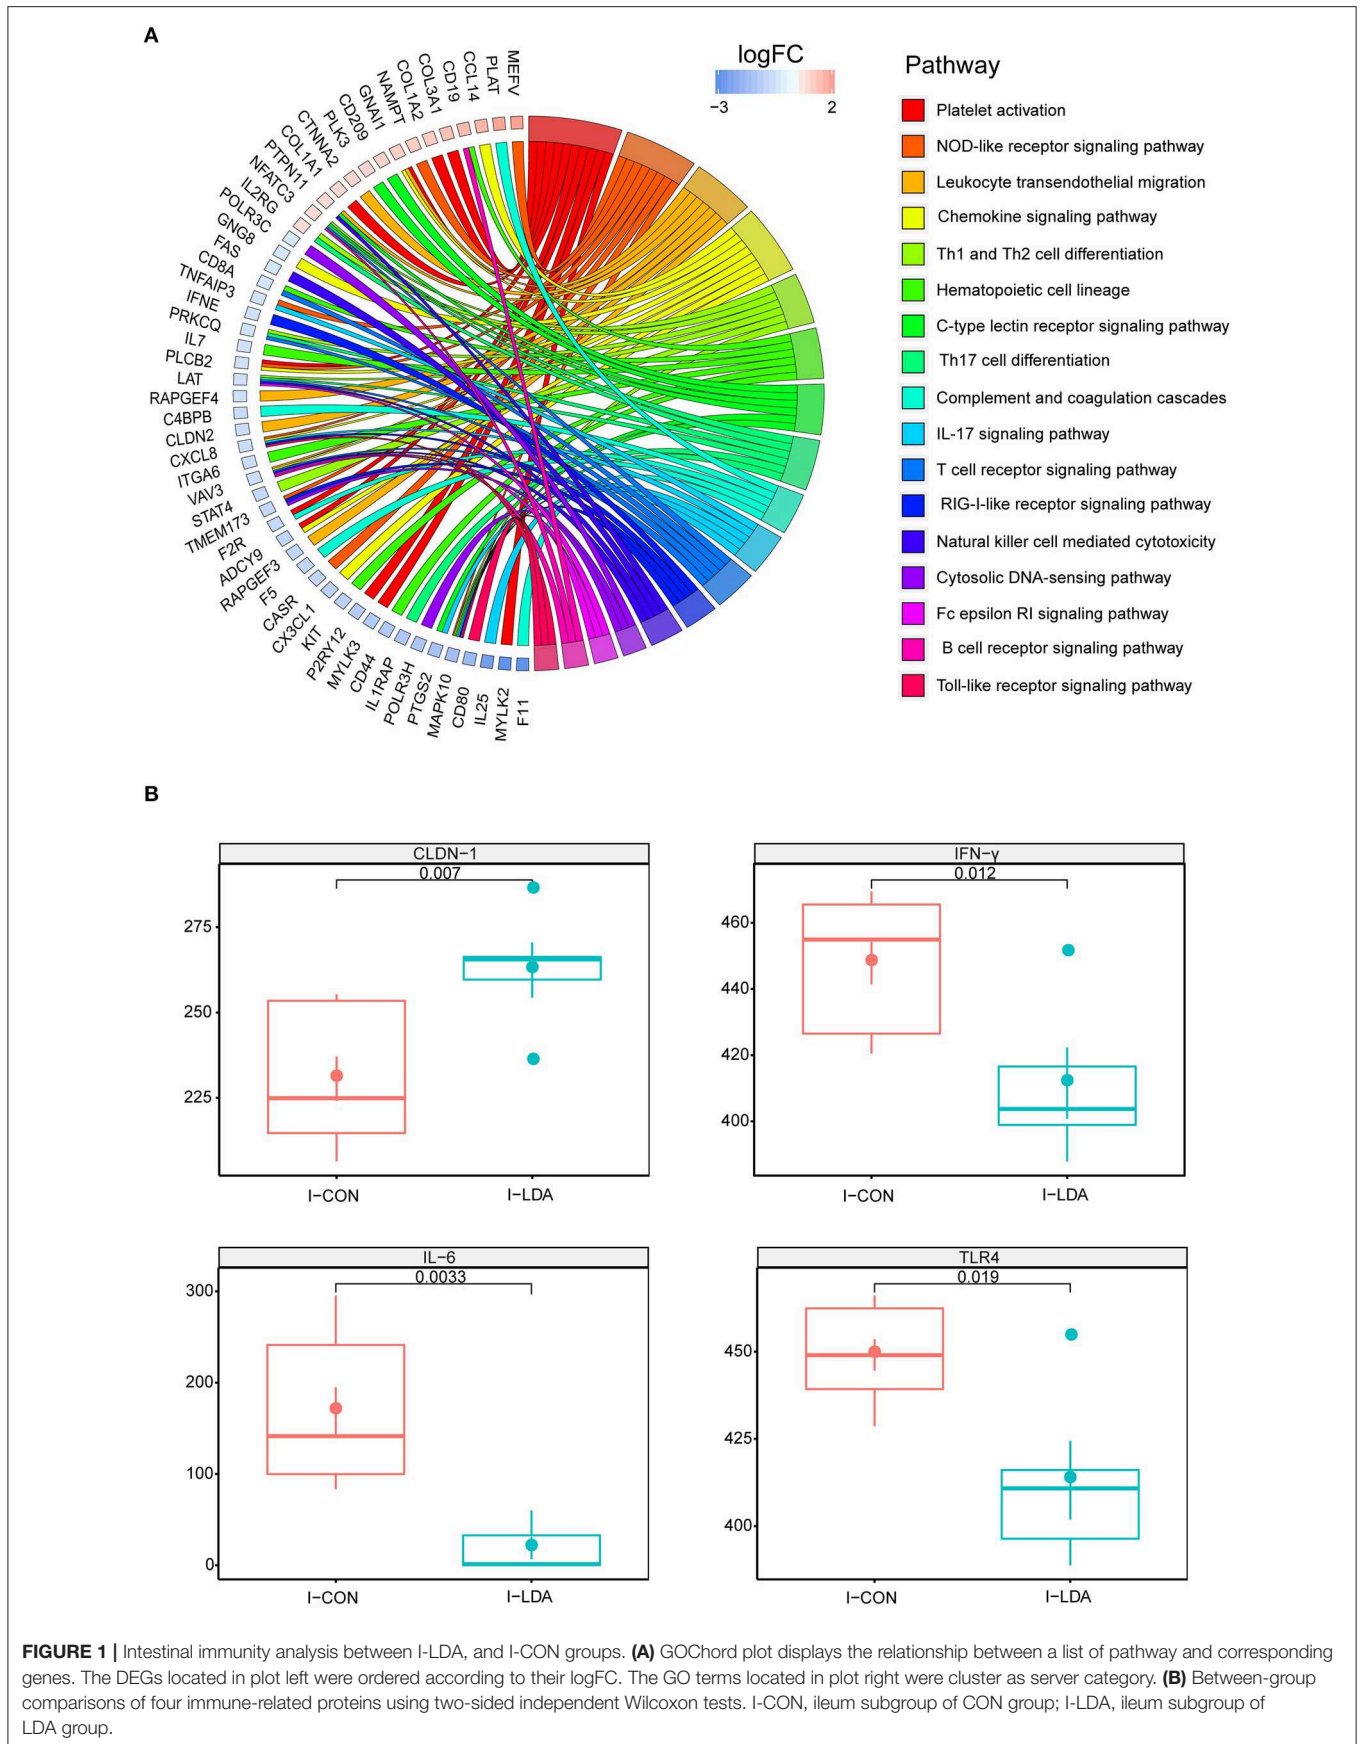 A
logFC
−3
2
MEFV
PLAT
CCL14
CD19
COL3A1
COL1A2
NAMPT
GNAI1
CD209
PLK3
CTNNA2
COL1A1
PTPN11
NFATC3
IL2RG
POLR3C
GNG8
FAS
CD8A
TNFAIP3
IFNE
PRKCQ
IL7
PLCB2
LAT
RAPGEF4
C4BPB
CLDN2
CXCL8
ITGA6
VAV3
STAT4
TMEM173
F2R
ADCY9
RAPGEF3
F5
CASR
CX3CL1
KIT
P2RY12
MYLK3
CD44
IL1RAP
POLR3H
PTGS2
MAPK10
CD80
IL25
MYLK2
F11
Pathway
Platelet activation
NOD-like receptor signaling pathway
Leukocyte transendothelial migration
Chemokine signaling pathway
Th1 and Th2 cell differentiation
Hematopoietic cell lineage
C-type lectin receptor signaling pathway
Th17 cell differentiation
Complement and coagulation cascades
IL-17 signaling pathway
T cell receptor signaling pathway
RIG-I-like receptor signaling pathway
Natural killer cell mediated cytotoxicity
Cytosolic DNA-sensing pathway
Fc epsilon RI signaling pathway
B cell receptor signaling pathway
Toll-like receptor signaling pathway
B
CLDN−1
0.007
275
250
225
I−CON
I−LDA
IFN−γ
0.012
460
440
420
400
I−CON
I−LDA
IL−6
0.0033
300
200
100
0
I−CON
I−LDA
TLR4
0.019
450
425
400
I−CON
I−LDA
FIGURE 1 | Intestinal immunity analysis between I-LDA, and I-CON groups. (A) GOChord plot displays the relationship between a list of pathway and corresponding
genes. The DEGs located in plot left were ordered according to their logFC. The GO terms located in plot right were cluster as server category. (B) Between-group
comparisons of four immune-related proteins using two-sided independent Wilcoxon tests. I-CON, ileum subgroup of CON group; I-LDA, ileum subgroup of
LDA group.